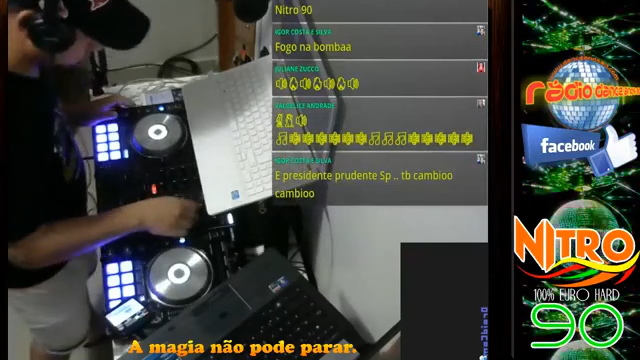 Nitro 90
IGOR COSTA E SILVA
Fogo na bombaa
JULIANE ZUCCO
ANDRADE
IGOR COSTA E SILVA
E presidente prudente Sp .. tb cambioo
cambioo
rádio dance
facebook
NITRO
100% EURO HARD
90
A magia não pode parar.